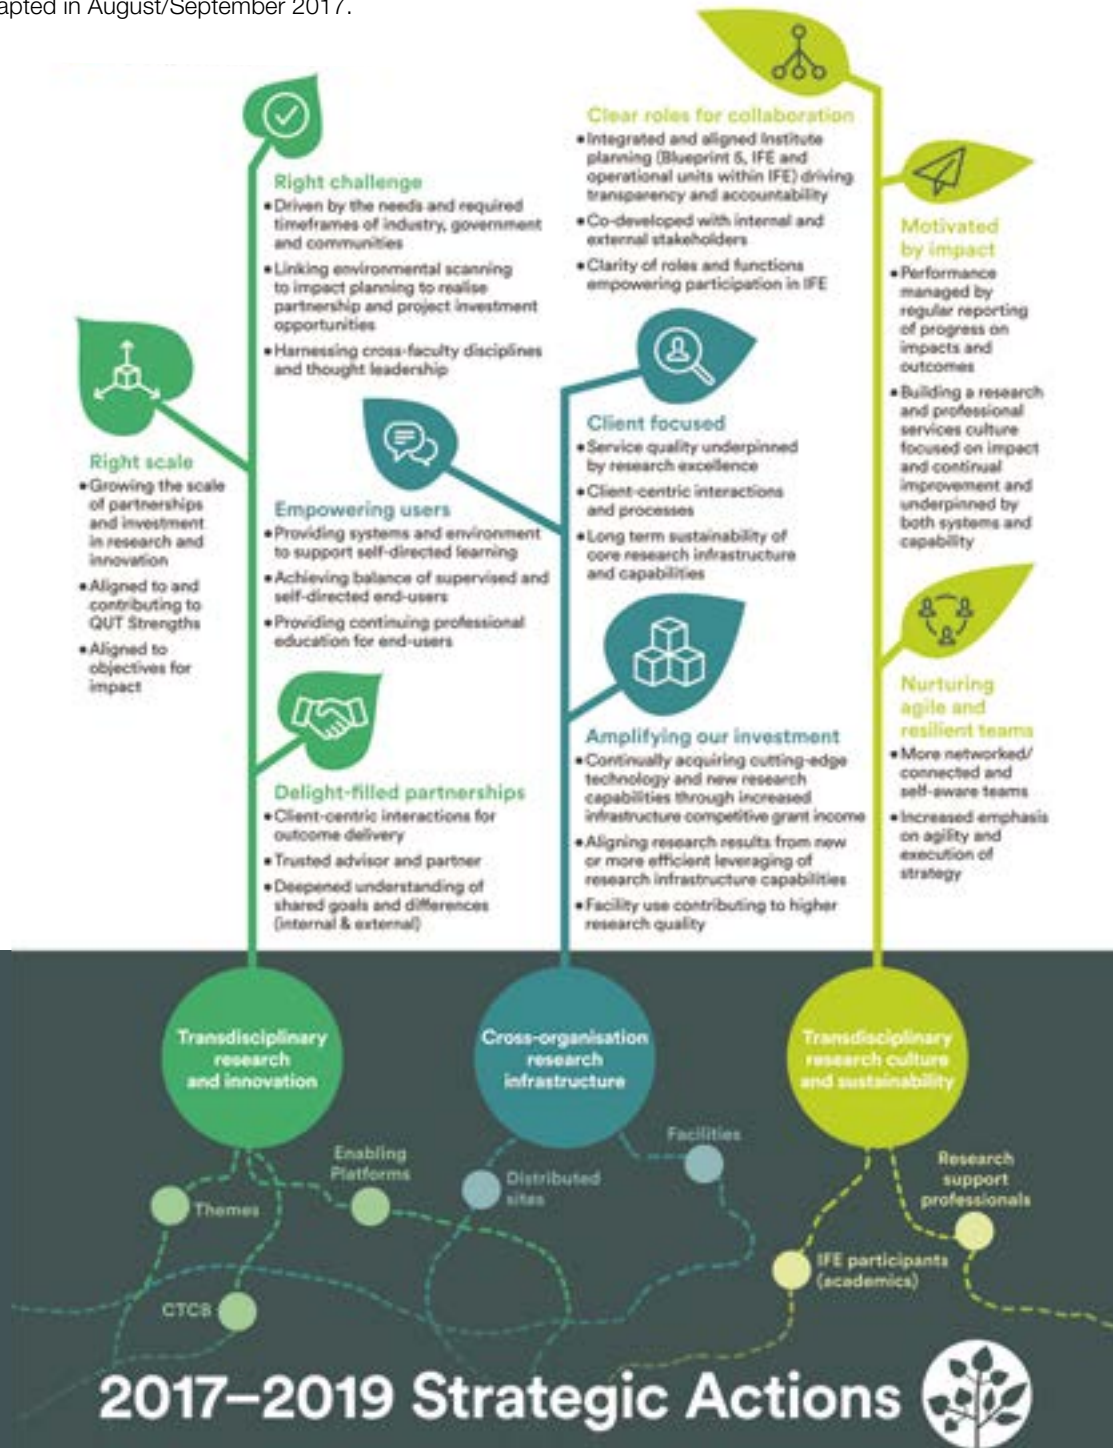 apted in August/September 2017.
Right challenge
• Driven by the needs and required
timeframes of industry, government
and communities
• Linking environmental scanning
to impact planning to realise
partnership and project investment
opportunities
• Harnessing cross-faculty disciplines
and thought leadership
Right scale
• Growing the scale
of partnerships
and investment
in research and
innovation
• Aligned to and
contributing to
QUT Strengths
• Aligned to
objectives for
impact
Delight-filled partnerships
• Client-centric interactions for
outcome delivery
• Trusted advisor and partner
• Deepened understanding of
shared goals and differences
(internal & external)
Empowering users
• Providing systems and environment
to support self-directed learning
• Achieving balance of supervised and
self-directed end-users
• Providing continuing professional
education for end-users
Client focused
• Service quality underpinned
by research excellence
• Client-centric interactions
and processes
• Long term sustainability of
core research infrastructure
and capabilities
Amplifying our investment
• Continually acquiring cutting-edge
technology and new research
capabilities through increased
infrastructure competitive grant income
• Aligning research results from new
or more efficient leveraging of
research infrastructure capabilities
• Facility use contributing to higher
research quality
Clear roles for collaboration
• Integrated and aligned Institute
planning (Blueprint 5, IFE and
operational units within IFE) driving
transparency and accountability
• Co-developed with internal and
external stakeholders
• Clarity of roles and functions
empowering participation in IFE
Motivated
by impact
• Performance
managed by
regular reporting
of progress on
impacts and
outcomes
• Building a research
and professional
services culture
focused on impact
and continual
improvement and
underpinned by
both systems and
capability
Nurturing
agile and
resilient teams
• More networked/
connected and
self-aware teams
• Increased emphasis
on agility and
execution of
strategy
Transdisciplinary
research
and innovation
Cross-organisation
research
infrastructure
Transdisciplinary
research culture
and sustainability
Themes
Enabling
Platforms
CTCB
Distributed
sites
Facilities
IFE participants
(academics)
Research
support
professionals
2017–2019 Strategic Actions